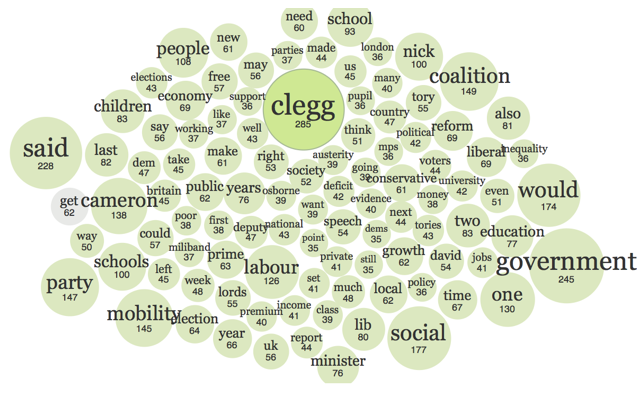 need
60
school
93
new
61
people
108
parties
37
made
44
london
36
nick
100
may
56
us
45
many
40
coalition
149
elections
43
free
57
support
36
clegg
285
pupil
36
tory
55
children
83
economy
69
like
37
country
47
also
81
say
56
working
37
well
43
think
51
political
42
reform
69
said
228
last
82
make
61
right
53
austerity
39
mps
36
voters
44
liberal
69
inequality
36
dem
47
take
45
society
52
going
39
conservative
61
university
42
would
174
get
62
cameron
138
britain
45
public
62
years
76
osborne
39
deficit
42
evidence
40
money
38
even
51
want
39
way
50
could
57
poor
38
first
38
deputy
47
national
43
speech
54
next
44
tories
43
two
83
education
77
point
35
dems
35
miliband
37
prime
63
labour
126
private
41
still
35
growth
62
david
54
jobs
41
government
245
schools
100
left
45
party
147
week
48
lords
55
set
41
much
48
local
62
policy
36
time
67
one
130
mobility
145
election
64
premium
40
income
41
class
39
lib
80
social
177
year
66
uk
56
report
44
minister
76